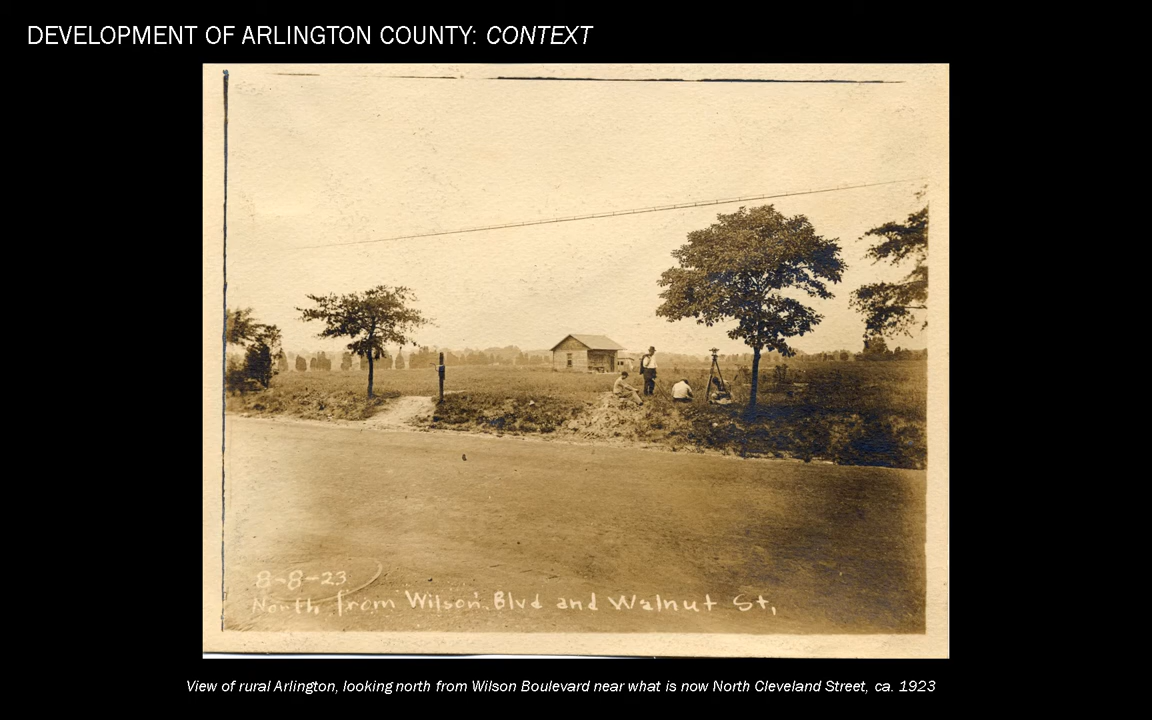 DEVELOPMENT OF ARLINGTON COUNTY: CONTEXT
8-8-23
North from Wilson Blvd and Walnut St,
View of rural Arlington, looking north from Wilson Boulevard near what is now North Cleveland Street, ca. 1923